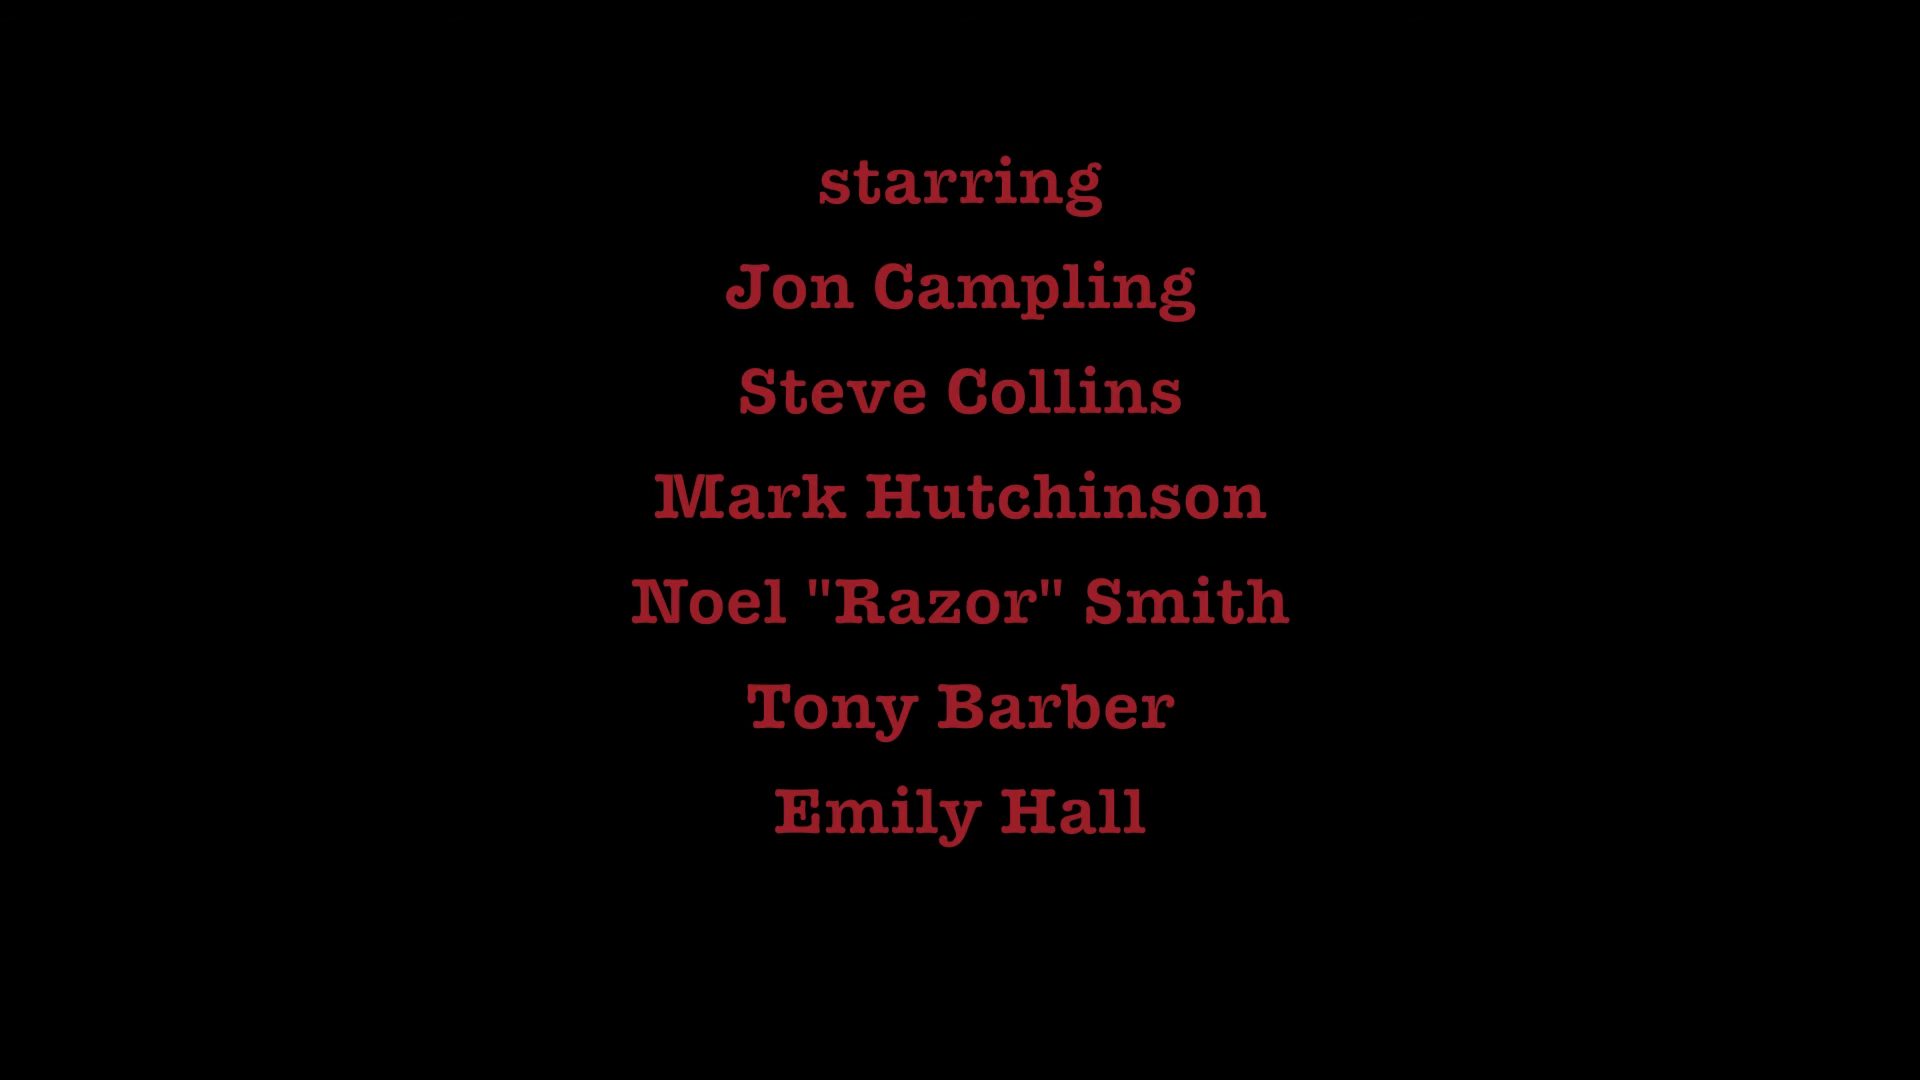 starring
Jon Campling
Steve Collins
Mark Hutchinson
Noel "Razor" Smith
Tony Barber
Emily Hall